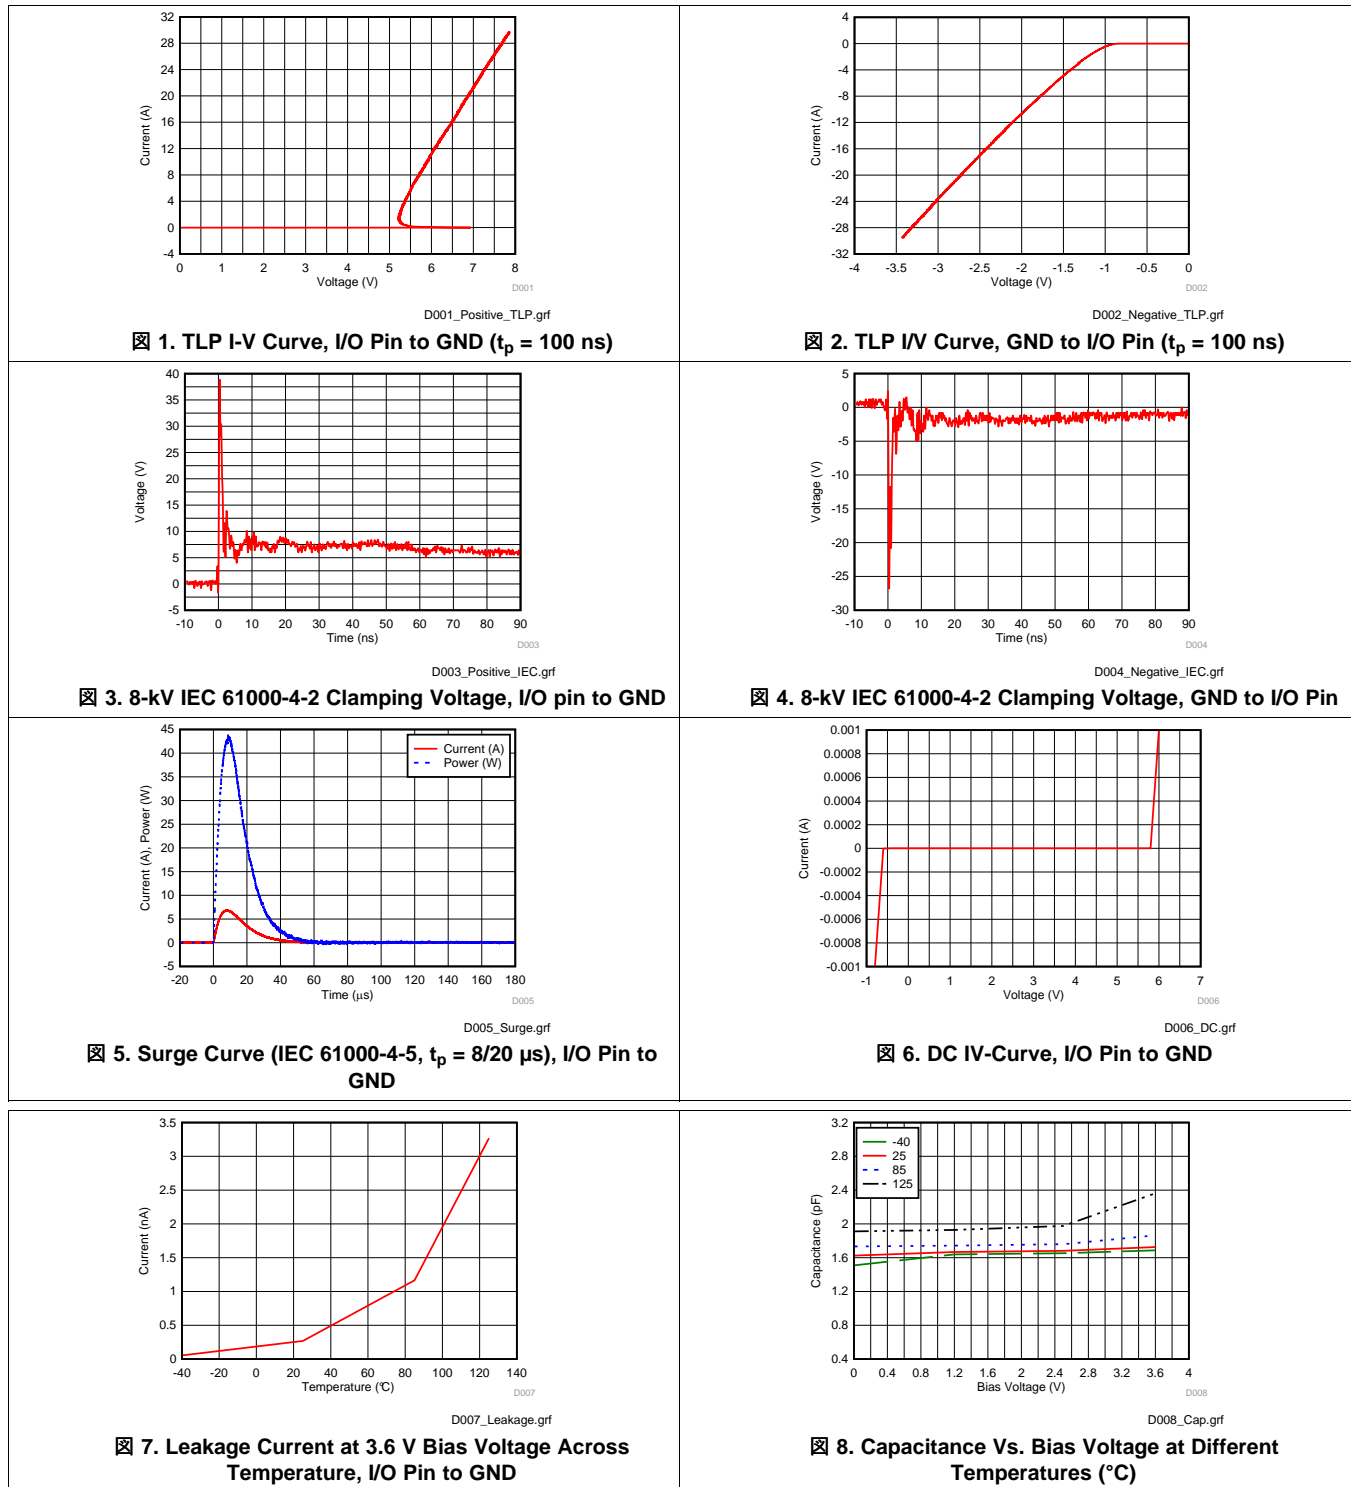 32
28
24
20
16
12
8
4
0
-4
Current (A)
0 1 2 3 4 5 6 7 8
Voltage (V)
D001
D001_Positive_TLP.grf
図 1. TLP I-V Curve, I/O Pin to GND (tp = 100 ns)
4
0
-4
-8
-12
-16
-20
-24
-28
-32
Current (A)
-4 -3.5 -3 -2.5 -2 -1.5 -1 -0.5 0
Voltage (V)
D002
D002_Negative_TLP.grf
図 2. TLP I/V Curve, GND to I/O Pin (tp = 100 ns)
40
35
30
25
20
15
10
5
0
-5
Voltage (V)
-10 0 10 20 30 40 50 60 70 80 90
Time (ns)
D003
D003_Positive_IEC.grf
図 3. 8-kV IEC 61000-4-2 Clamping Voltage, I/O pin to GND
5
0
-5
-10
-15
-20
-25
-30
Voltage (V)
-10 0 10 20 30 40 50 60 70 80 90
Time (ns)
D004
D004_Negative_IEC.grf
図 4. 8-kV IEC 61000-4-2 Clamping Voltage, GND to I/O Pin
45
40
35
30
25
20
15
10
5
0
-5
Current (A), Power (W)
Current (A)
Power (W)
-20 0 20 40 60 80 100 120 140 160 180
Time (μs)
D005
D005_Surge.grf
図 5. Surge Curve (IEC 61000-4-5, tp = 8/20 µs), I/O Pin to
GND
0.001
0.0008
0.0006
0.0004
0.0002
0
-0.0002
-0.0004
-0.0006
-0.0008
-0.001
Current (A)
-1 0 1 2 3 4 5 6 7
Voltage (V)
D006
D006_DC.grf
図 6. DC IV-Curve, I/O Pin to GND
3.5
3
2.5
2
1.5
1
0.5
0
Current (nA)
-40 -20 0 20 40 60 80 100 120 140
Temperature (°C)
D007
D007_Leakage.grf
図 7. Leakage Current at 3.6 V Bias Voltage Across
Temperature, I/O Pin to GND
3.2
2.8
2.4
2
1.6
1.2
0.8
0.4
Capacitance (pF)
-40
25
85
125
0 0.4 0.8 1.2 1.6 2 2.4 2.8 3.2 3.6 4
Bias Voltage (V)
D008
D008_Cap.grf
図 8. Capacitance Vs. Bias Voltage at Different
Temperatures (°C)